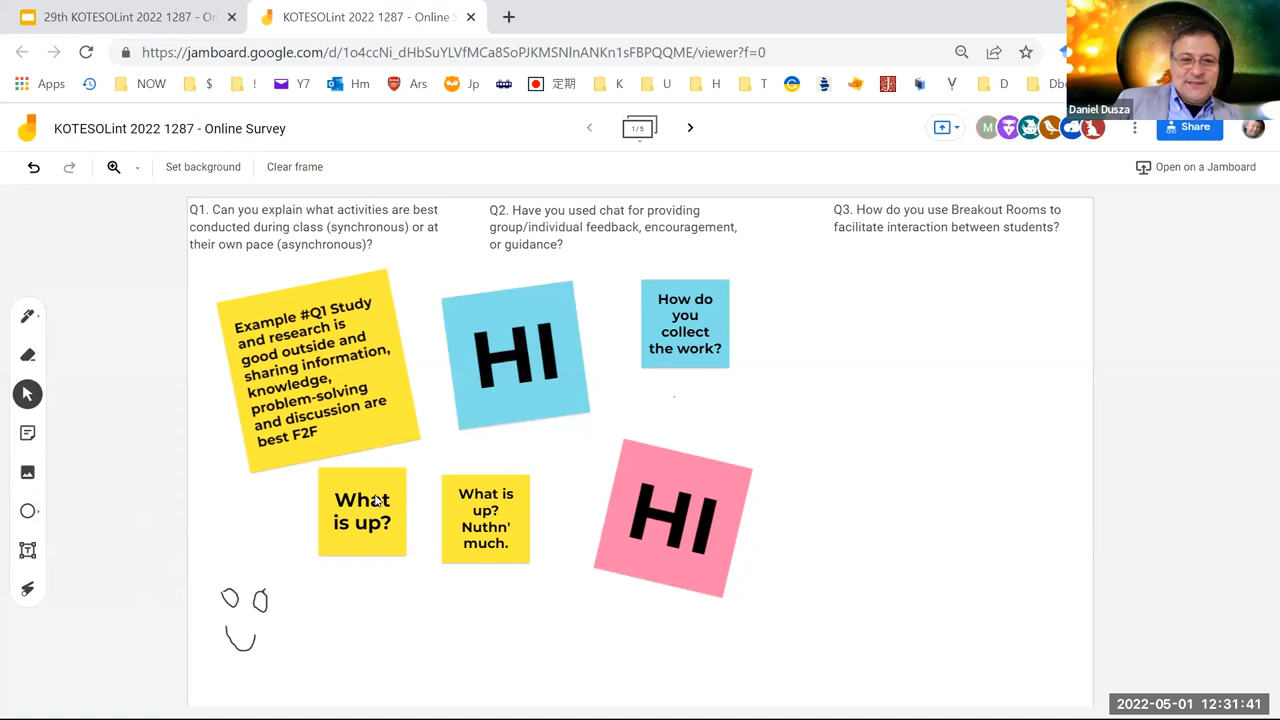 29th KOTESOLint 2022 1287 - On
KOTESOLint 2022 1287 - Online S
https://jamboard.google.com/d/1o4ccNi_dHbSuYLVfMCa8SoPJKMSNlnANKn1sFBPQQME/viewer?f=0
Apps NOW $ ! Y7 Hrr Ars Jp 定期 K U H T D Dbc
Daniel Dusza
KOTESOLint 2022 1287 - Online Survey
1/5
M
Share
Set background
Clear frame
Open on a Jamboard
Q1. Can you explain what activities are best
conducted during class (synchronous) or at
their own pace (asynchronous)?
Q2. Have you used chat for providing
group/individual feedback, encouragement,
or guidance?
Q3. How do you use Breakout Rooms to
facilitate interaction between students?
Example #Q1 Study
and research is
good outside and
sharing information,
knowledge,
problem-solving
and discussion are
best F2F
HI
How do
you
collect
the work?
What
is up?
What is
up?
Nuthn'
much.
HI
2022-05-01 12:31:41